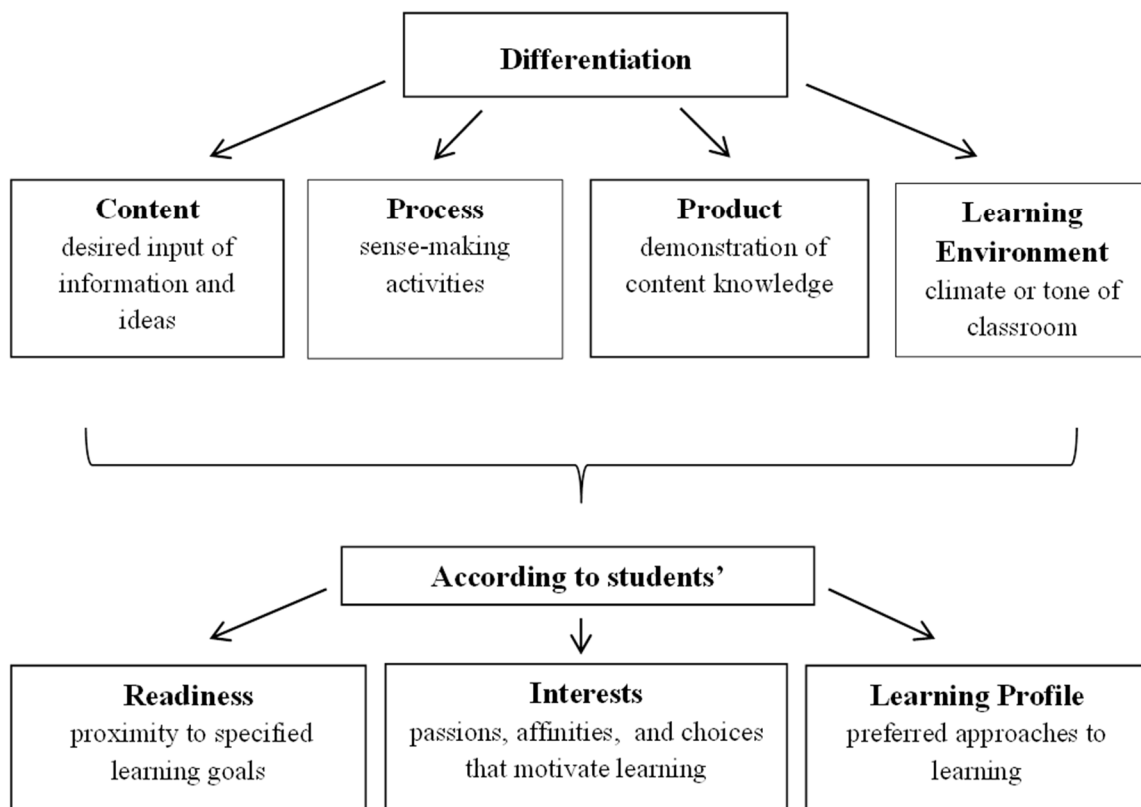 Differentiation
Content
desired input of
information and
ideas
Process
sense-making
activities
Product
demonstration of
content knowledge
Learning
Environment
climate or tone of
classroom
According to students’
Readiness
proximity to specified
learning goals
Interests
passions, affinities, and choices
that motivate learning
Learning Profile
preferred approaches to
learning